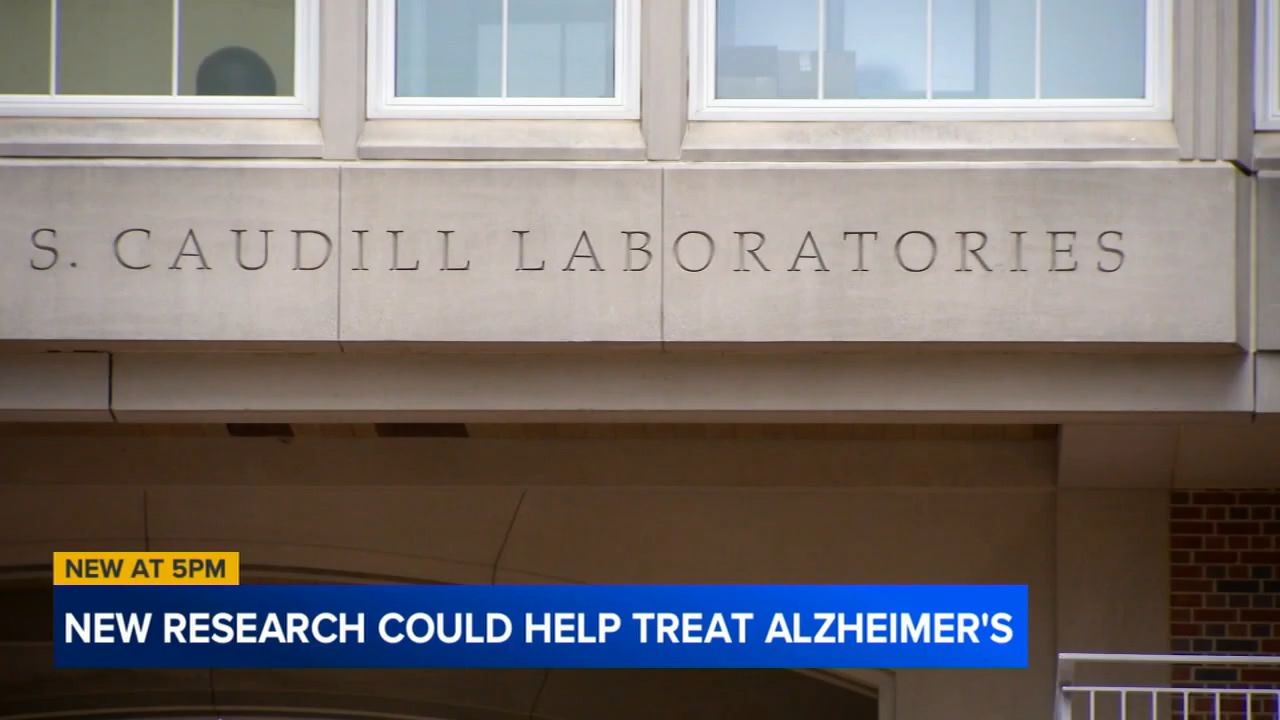 S. CAUDILL LABORATORIES
NEW AT 5PM
NEW RESEARCH COULD HELP TREAT ALZHEIMER'S